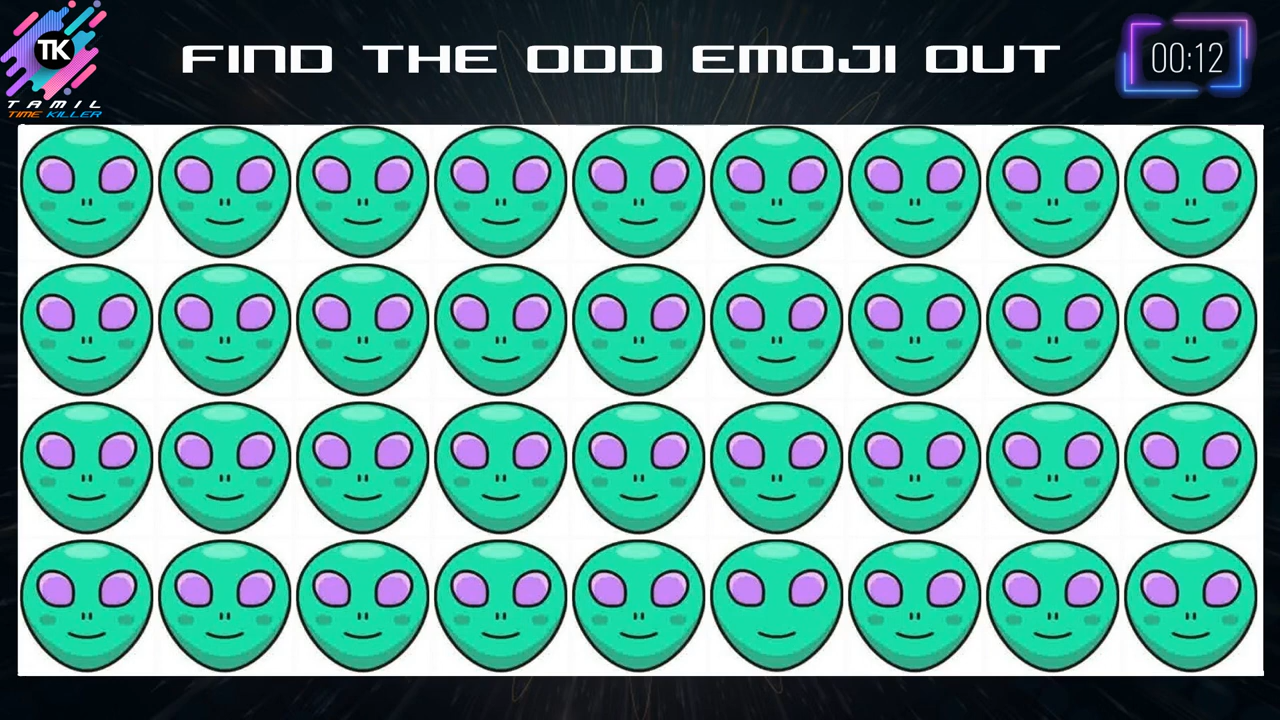 TK
TAMIL
TIME KILLER
FIND THE ODD EMOJI OUT
00:12